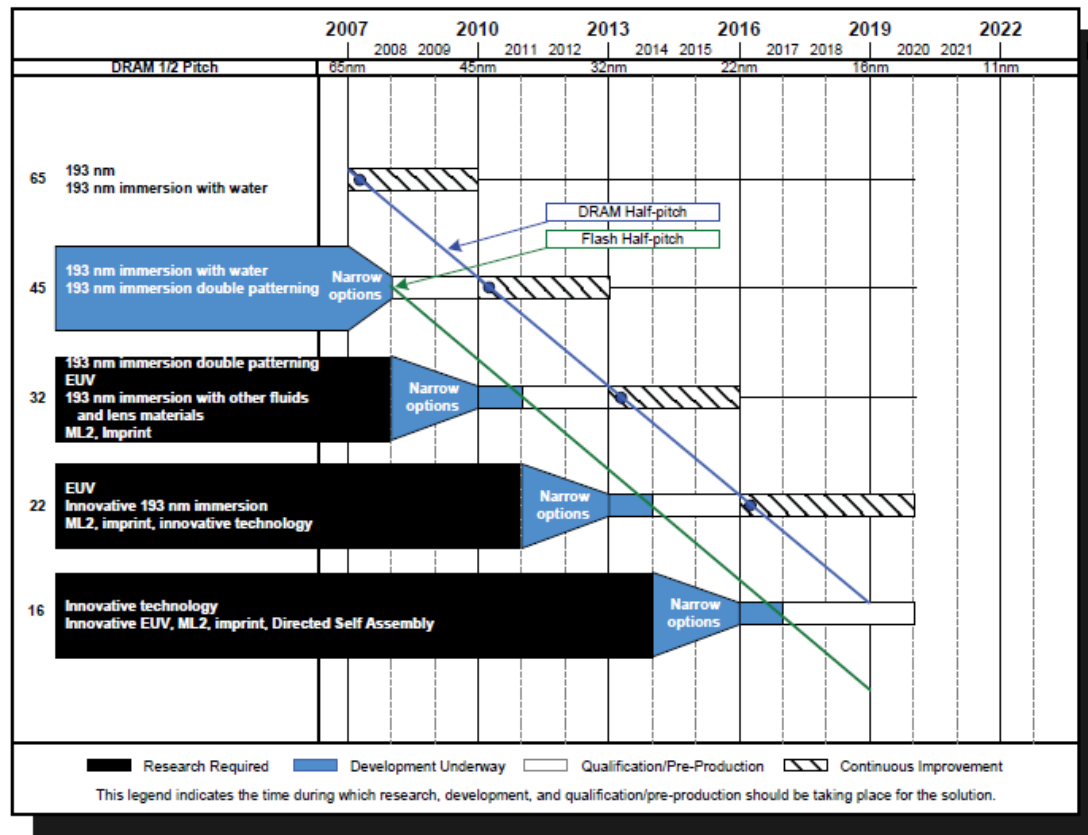 2007 2010 2013 2016 2019 2022
2008 2009 2011 2012 2014 2015 2017 2018 2020 2021
DRAM 1/2 Pitch 65nm 45nm 32nm 22nm 16nm 11nm
65
193 nm
193 nm immersion with water
DRAM Half-pitch
Flash Half-pitch
45
193 nm immersion with water
193 nm immersion double patterning
Narrow
options
32
193 nm immersion double patterning
EUV
193 nm immersion with other fluids
and lens materials
ML2, Imprint
Narrow
options
22
EUV
Innovative 193 nm immersion
ML2, imprint, innovative technology
Narrow
options
16
Innovative technology
Innovative EUV, ML2, imprint, Directed Self Assembly
Narrow
options
Research Required Development Underway Qualification/Pre-Production Continuous Improvement
This legend indicates the time during which research, development, and qualification/pre-production should be taking place for the solution.